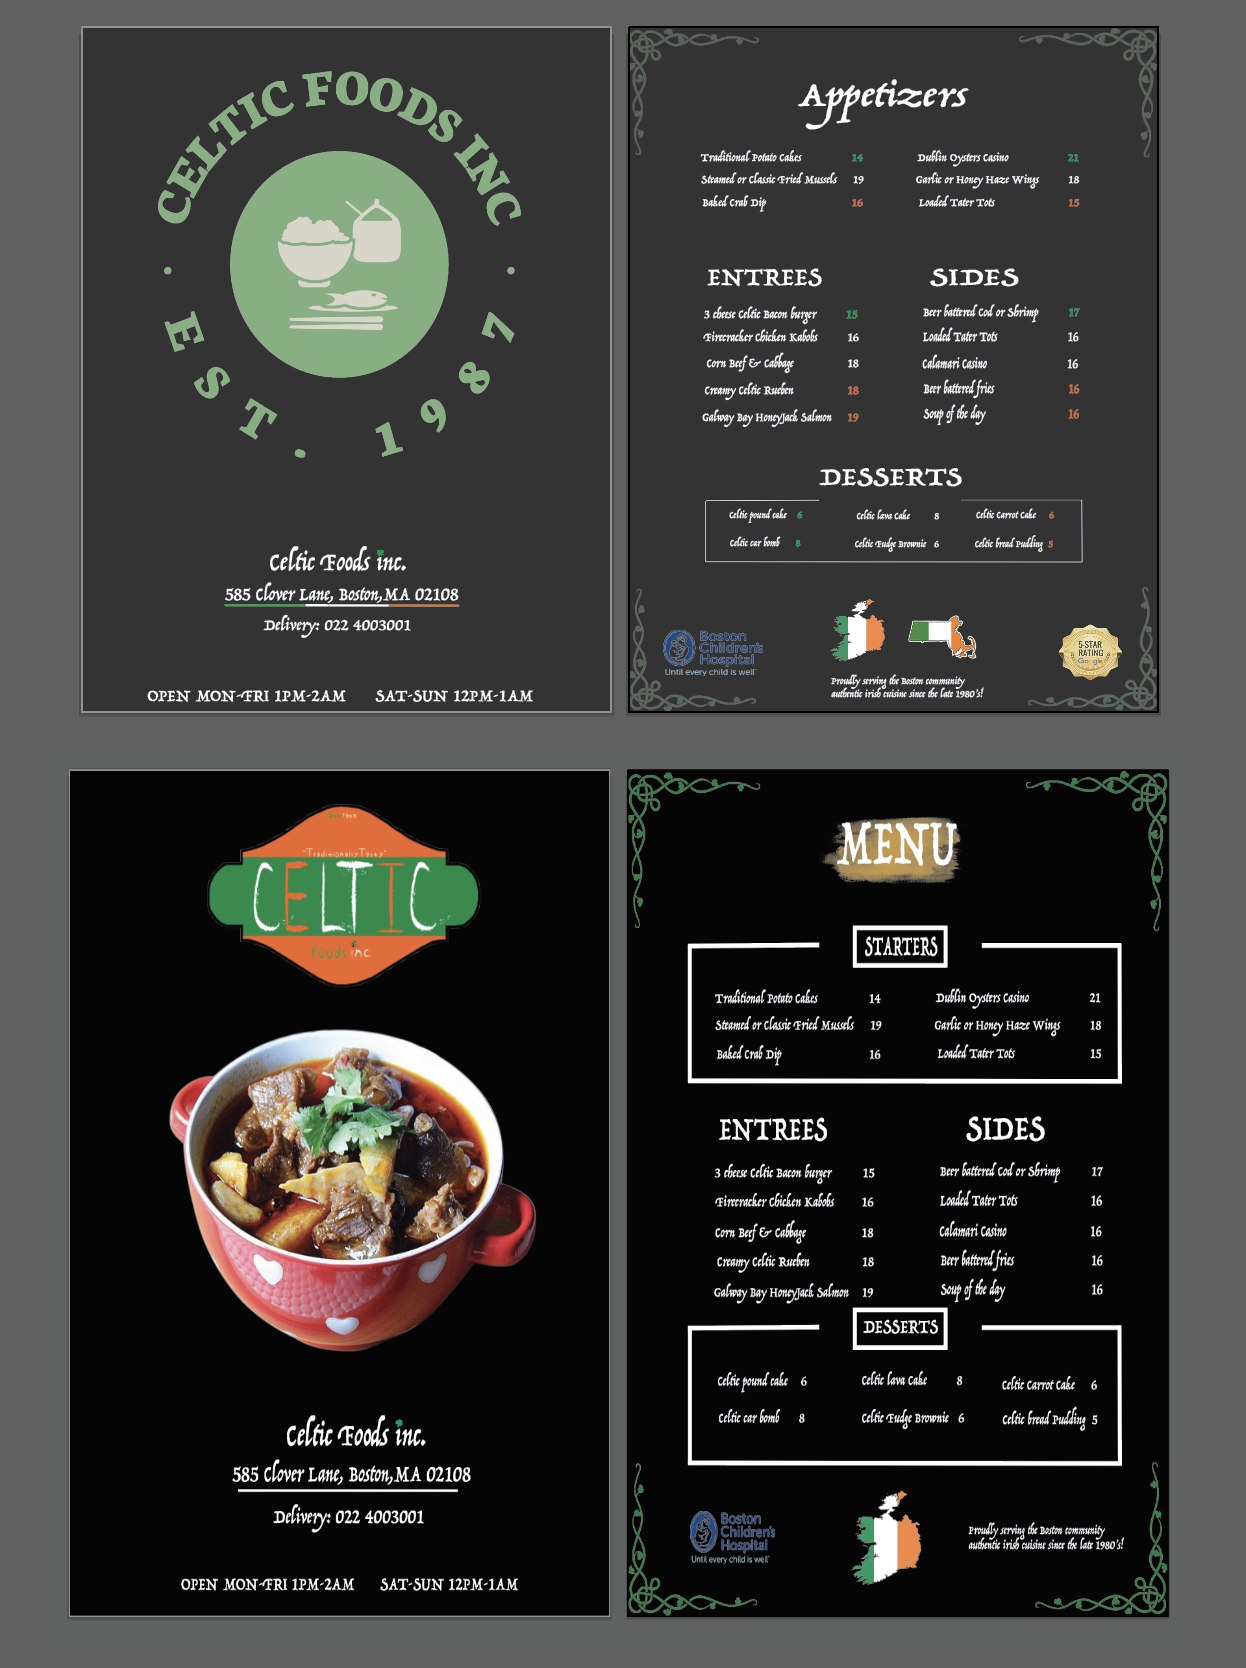 CELTIC FOODS INC
· EST. 1987 ·
Celtic Foods inc.
585 Clover Lane, Boston,MA 02108
Delivery: 022 4003001
OPEN MON-FRI 1PM-2AM SAT-SUN 12PM-1AM
Appetizers
Traditional Potato Cakes 14 Dublin Oysters Casino 21
Steamed or Classic Fried Mussels 19 Garlic or Honey Haze Wings 18
Baked Crab Dip 16 Loaded Tater Tots 15
ENTREES SIDES
3 cheese Celtic Bacon burger 15 Beer battered Cod or Shrimp 17
Firecracker Chicken Kabobs 16 Loaded Tater Tots 16
Corn Beef & Cabbage 18 Calamari Casino 16
Creamy Celtic Rueben 18 Beer battered fries 16
Galway Bay HoneyJack Salmon 19 Soup of the day 16
DESSERTS
Celtic pound cake 6 Celtic lava Cake 8 Celtic Carrot Cake 6
Celtic car bomb 8 Celtic Fudge Brownie 6 Celtic bread Pudding 5
Boston
Children's
Hospital
Until every child is well
5-STAR
RATING
Google
Proudly serving the Boston community
authentic irish cuisine since the late 1980's!
"Traditionally Tasty"
CELTIC
foods inc.
Celtic Foods inc.
585 Clover Lane, Boston,MA 02108
Delivery: 022 4003001
OPEN MON-FRI 1PM-2AM SAT-SUN 12PM-1AM
MENU
STARTERS
Traditional Potato Cakes 14 Dublin Oysters Casino 21
Steamed or Classic Fried Mussels 19 Garlic or Honey Haze Wings 18
Baked Crab Dip 16 Loaded Tater Tots 15
ENTREES SIDES
3 cheese Celtic Bacon burger 15 Beer battered Cod or Shrimp 17
Firecracker Chicken Kabobs 16 Loaded Tater Tots 16
Corn Beef & Cabbage 18 Calamari Casino 16
Creamy Celtic Rueben 18 Beer battered fries 16
Galway Bay HoneyJack Salmon 19 Soup of the day 16
DESSERTS
Celtic pound cake 6 Celtic lava Cake 8 Celtic Carrot Cake 6
Celtic car bomb 8 Celtic Fudge Brownie 6 Celtic bread Pudding 5
Boston
Children's
Hospital
Until every child is well
Proudly serving the Boston community
authentic irish cuisine since the late 1980's!